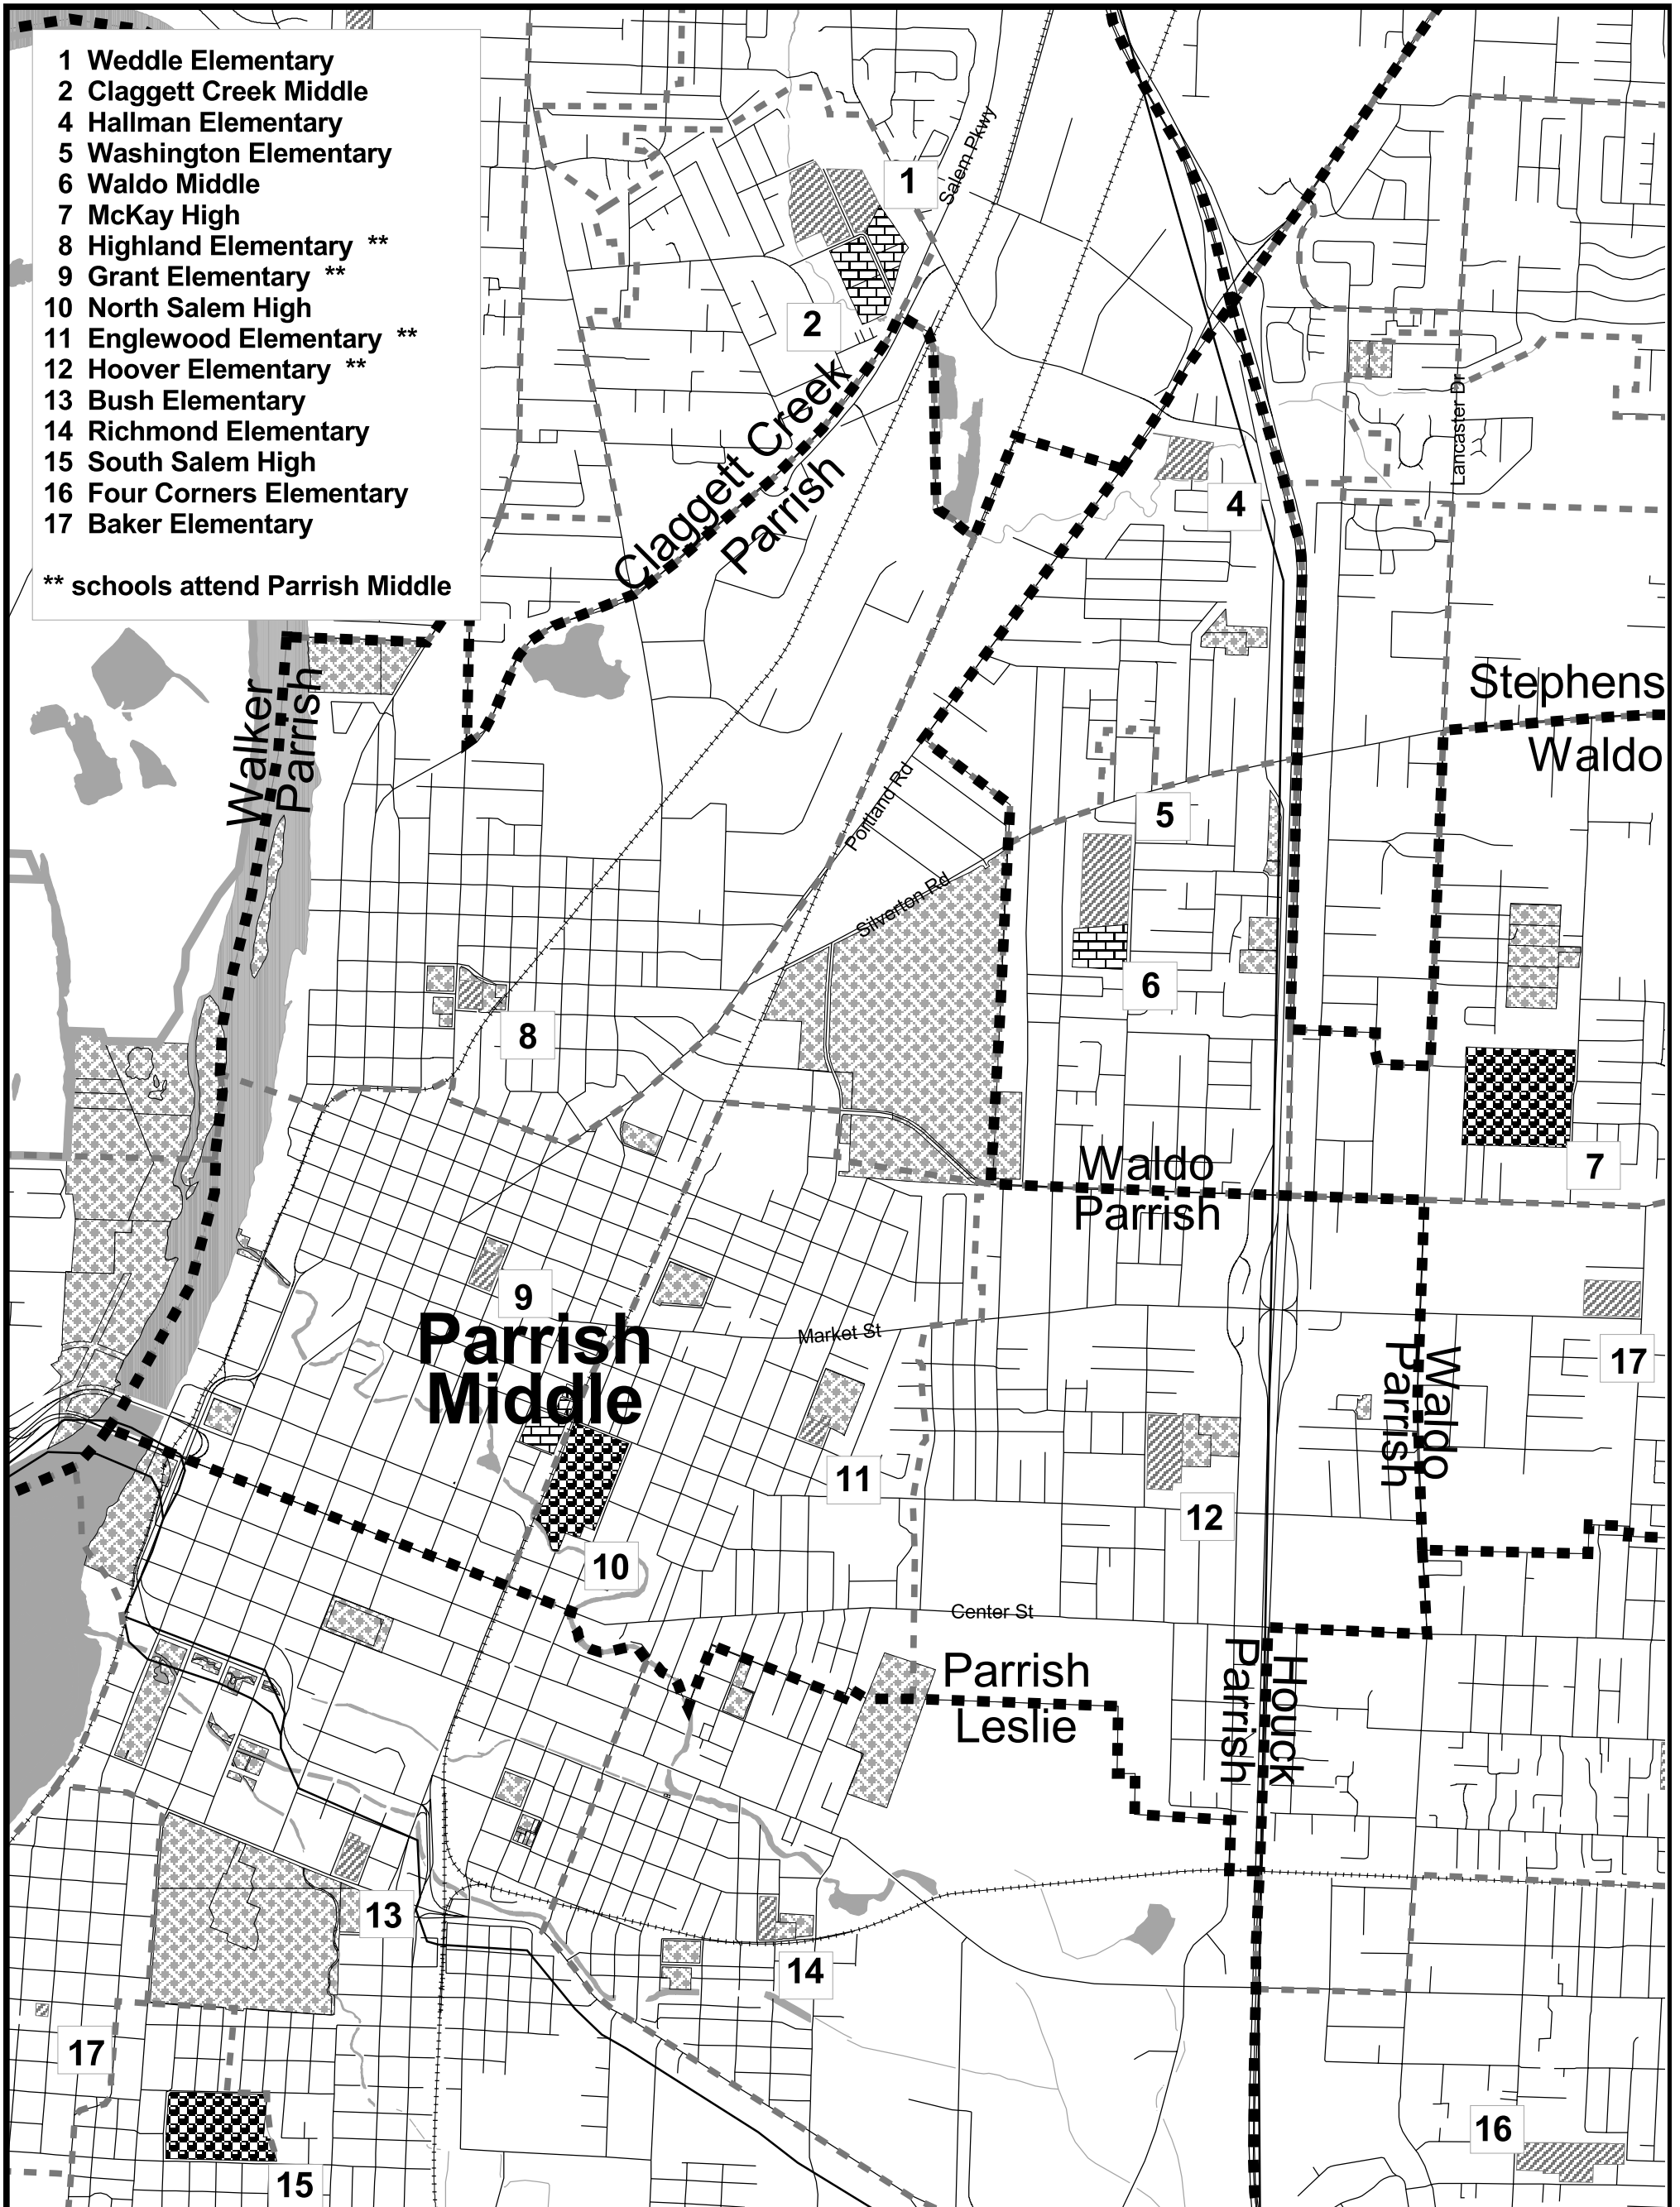 1 Weddle Elementary
2 Claggett Creek Middle
4 Hallman Elementary
5 Washington Elementary
6 Waldo Middle
7 McKay High
8 Highland Elementary **
9 Grant Elementary **
10 North Salem High
11 Englewood Elementary **
12 Hoover Elementary **
13 Bush Elementary
14 Richmond Elementary
15 South Salem High
16 Four Corners Elementary
17 Baker Elementary
** schools attend Parrish Middle
1
Salem Pkwy
2
Claggett Creek
Parrish
Lancaster Dr
4
Walker
Parrish
Stephens
Waldo
Portland Rd
5
Silverton Rd
6
8
Waldo
Parrish
7
9
Parrish
Middle
Market St
17
Parrish
Waldo
11
12
10
Center St
Parrish
Leslie
Parrish
Houck
13
14
17
16
15